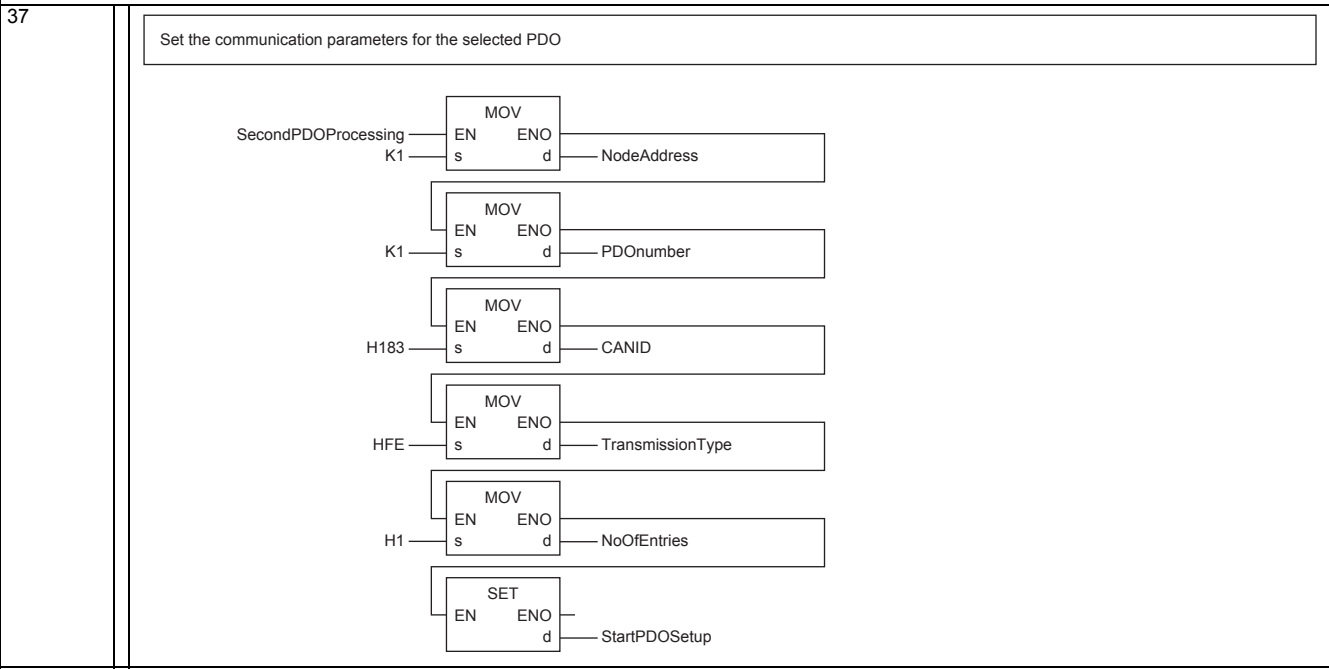 37
Set the communication parameters for the selected PDO
MOV
SecondPDOProcessing EN ENO
K1 s d NodeAddress
MOV
EN ENO
K1 s d PDOnumber
MOV
EN ENO
H183 s d CANID
MOV
EN ENO
HFE s d TransmissionType
MOV
EN ENO
H1 s d NoOfEntries
SET
EN ENO
d StartPDOSetup